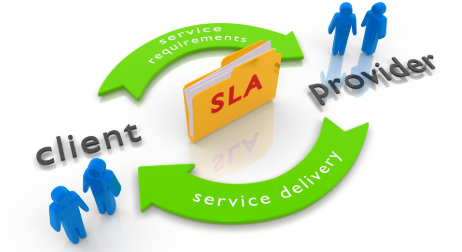 service
requirements
SLA
provider
client
service delivery